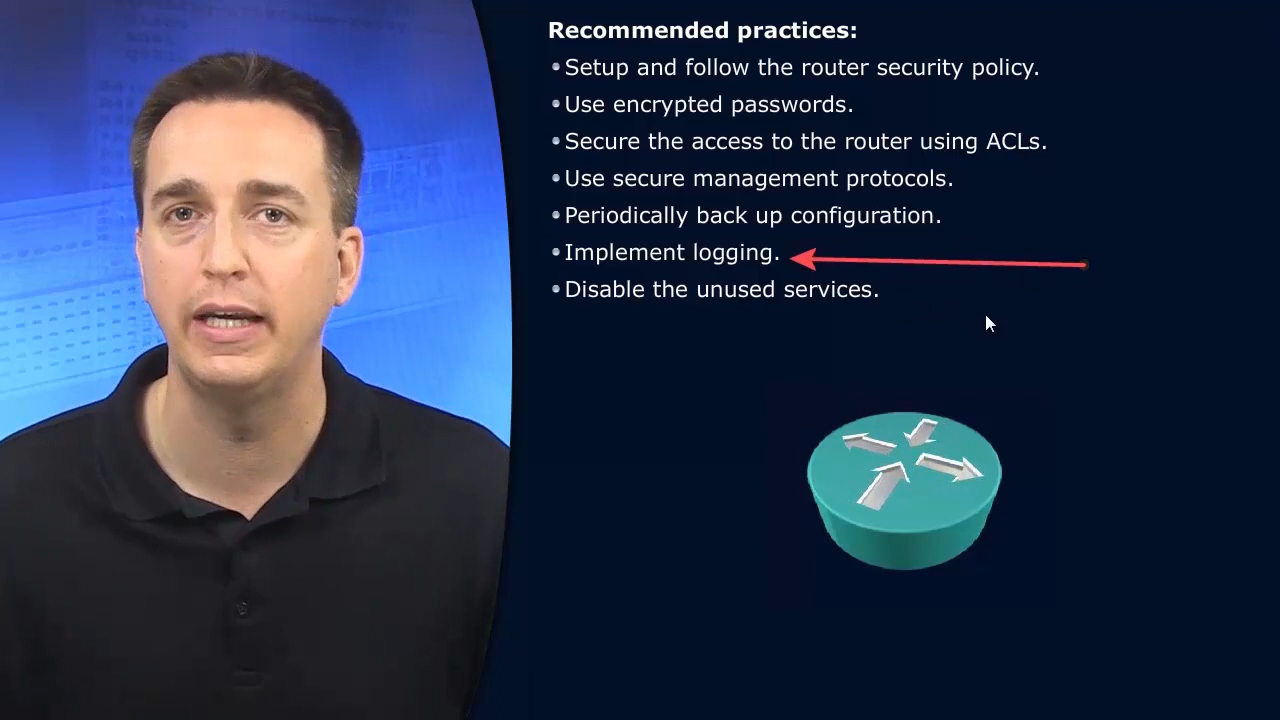 Recommended practices:
•Setup and follow the router security policy.
•Use encrypted passwords.
•Secure the access to the router using ACLs.
•Use secure management protocols.
•Periodically back up configuration.
•Implement logging.
•Disable the unused services.